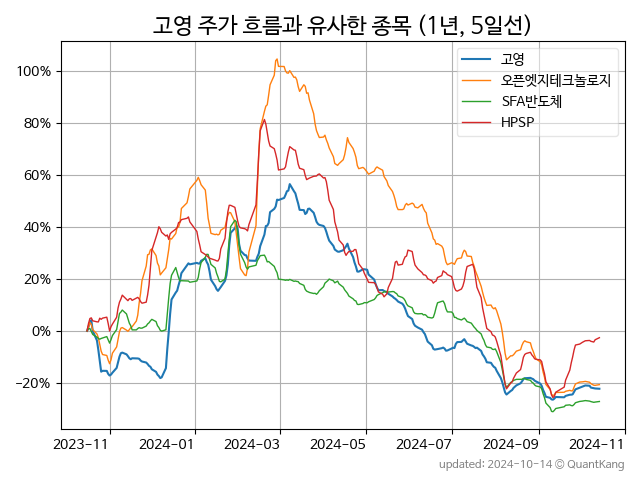 고영 주가 흐름과 유사한 종목 (1년, 5일선)
고영
오픈엣지테크놀로지
SFA반도체
HPSP
100%
80%
60%
40%
20%
0%
−20%
2023-11
2024-01
2024-03
2024-05
2024-07
2024-09
2024-11
updated: 2024-10-14 © QuantKang